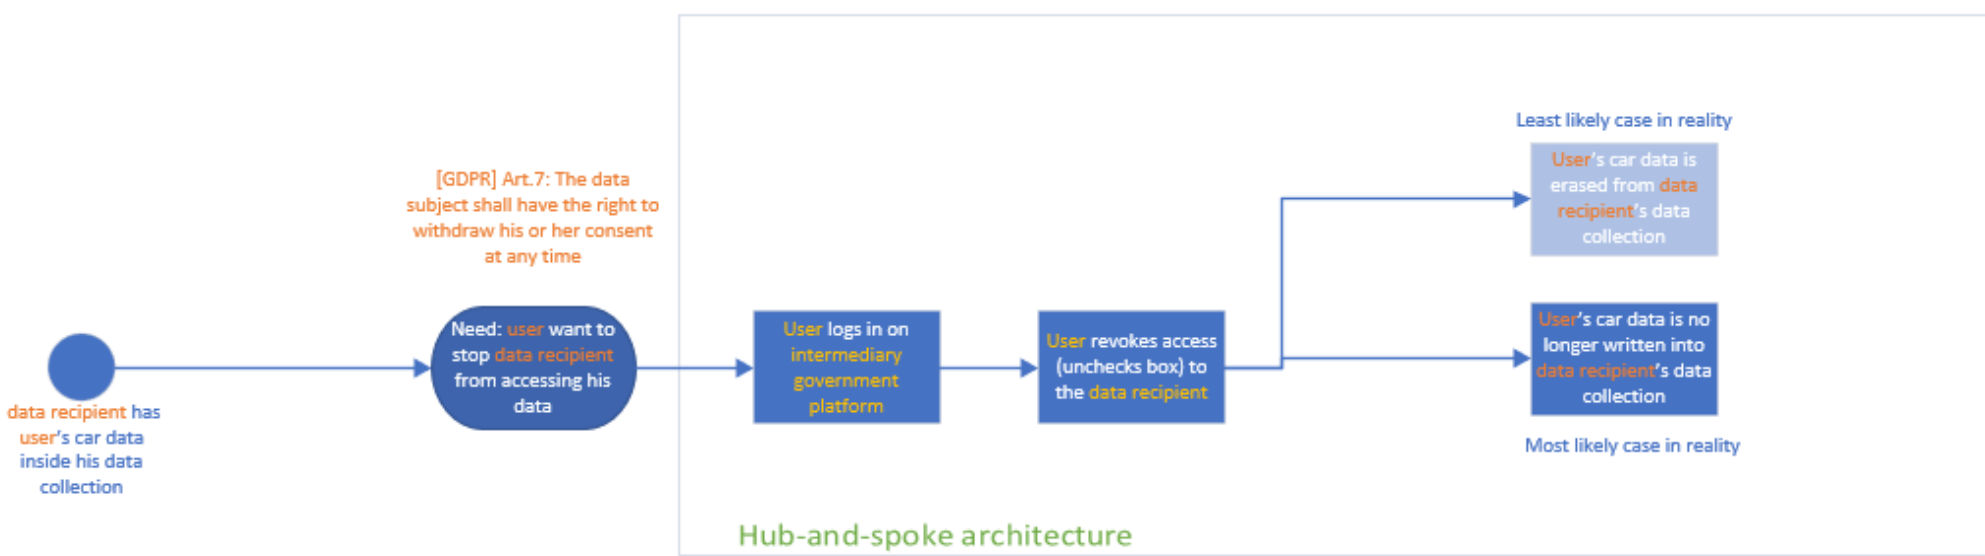 data recipient has
user's car data
inside his data
collection
[GDPR] Art.7: The data
subject shall have the right to
withdraw his or her consent
at any time
Need: user want to
stop data recipient
from accessing his
data
User logs in on
intermediary
government
platform
User revokes access
(unchecks box) to
the data recipient
Least likely case in reality
User's car data is
erased from data
recipient's data
collection
User's car data is no
longer written into
data recipient's data
collection
Most likely case in reality
Hub-and-spoke architecture